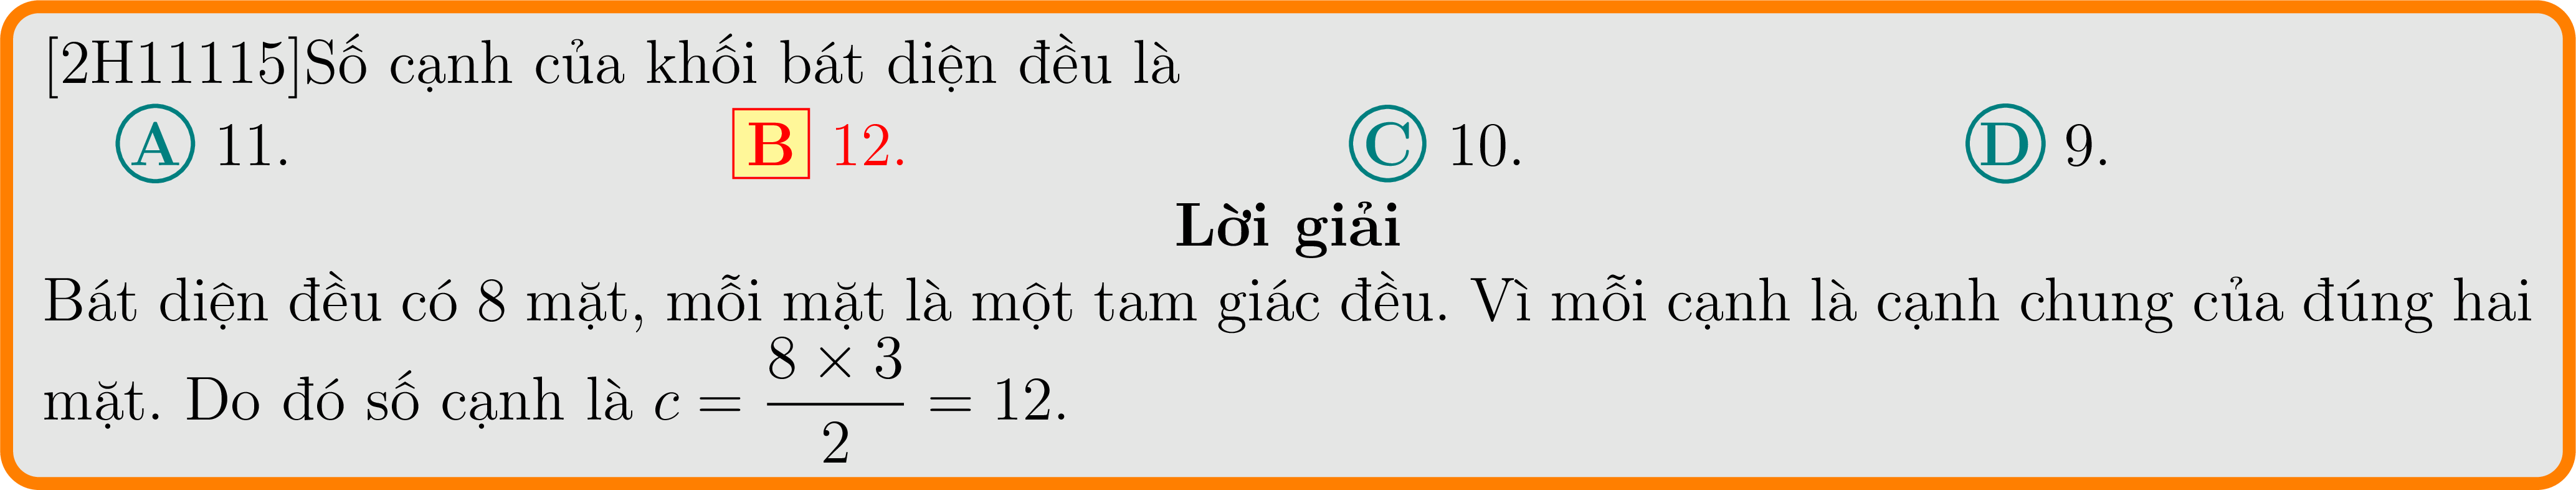 [2H11115]Số cạnh của khối bát diện đều là
A 11. B 12. C 10. D 9.
Lời giải
Bát diện đều có 8 mặt, mỗi mặt là một tam giác đều. Vì mỗi cạnh là cạnh chung của đúng hai
mặt. Do đó số cạnh là c = \frac{8 × 3}{2} = 12.